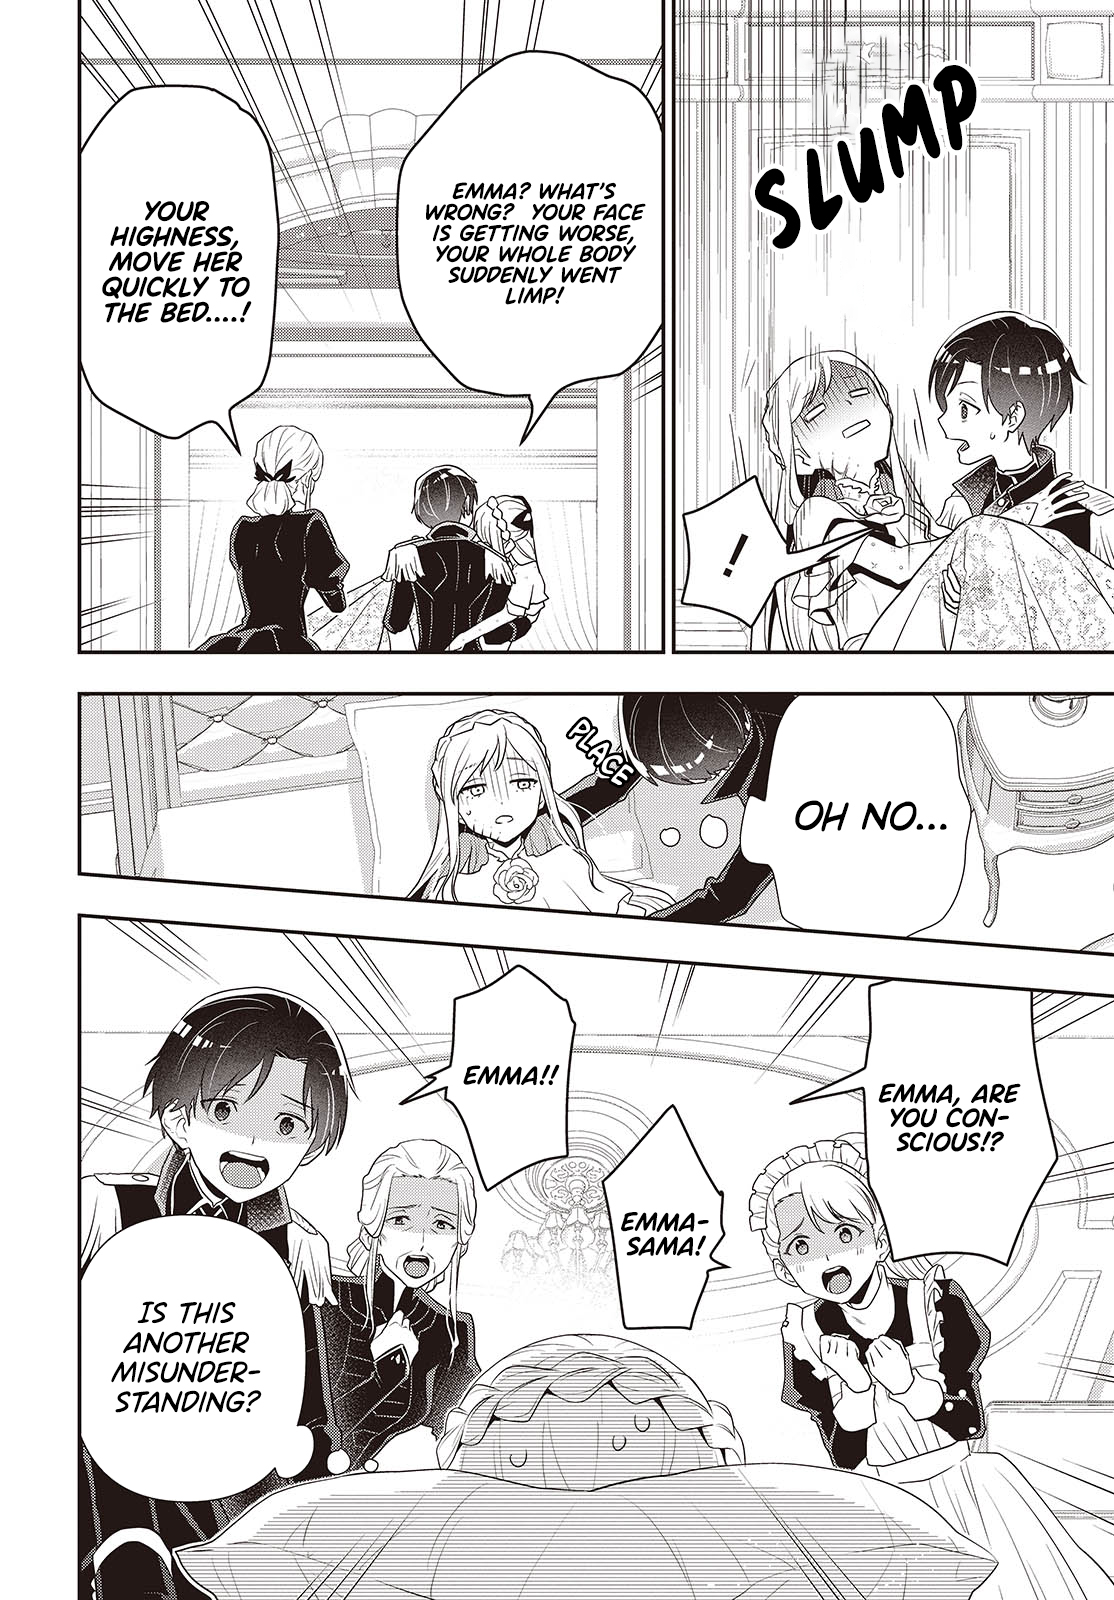 SLUMP
!
EMMA? WHAT'S
WRONG? YOUR FACE
IS GETTING WORSE,
YOUR WHOLE BODY
SUDDENLY WENT
LIMP!
YOUR
HIGHNESS,
MOVE HER
QUICKLY TO
THE BED....!
OH NO...
PLACE
EMMA, ARE
YOU CON-
SCIOUS!?
EMMA!!
EMMA-
SAMA!
IS THIS
ANOTHER
MISUNDER-
STANDING?